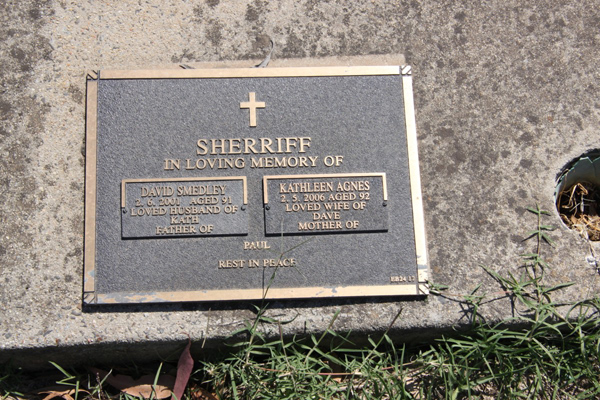 SHERRIFF
IN LOVING MEMORY OF
DAVID SMEDLEY
2. 6. 2001 AGED 91
LOVED HUSBAND OF
KATH
FATHER OF
KATHLEEN AGNES
2. 5. 2006 AGED 92
LOVED WIFE OF
DAVE
MOTHER OF
PAUL
REST IN PEACE